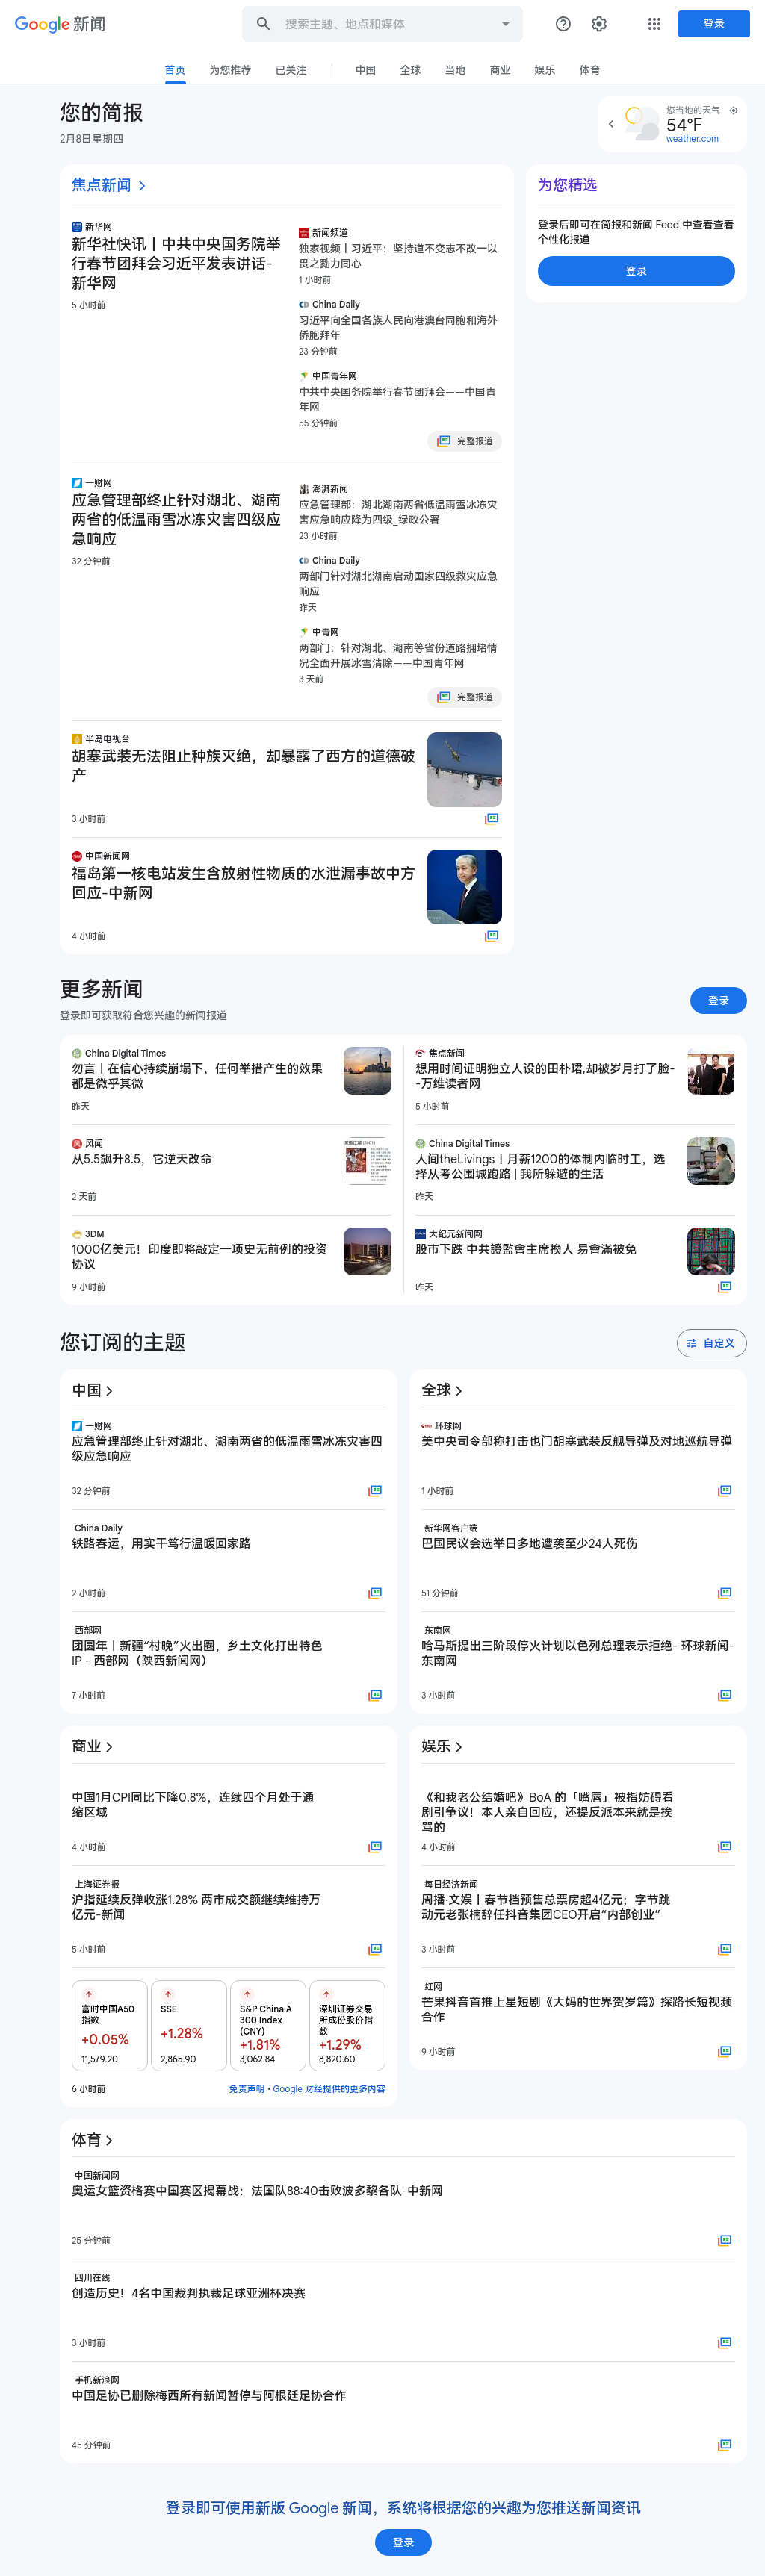 Google 新闻
搜索主题、地点和媒体
登录
首页
为您推荐
已关注
中国
全球
当地
商业
娱乐
体育
您的简报
2月8日星期四
您当地的天气
54°F
weather.com
焦点新闻
新华网
新华社快讯丨中共中央国务院举
行春节团拜会习近平发表讲话-
新华网
5 小时前
新闻频道
独家视频丨习近平：坚持道不变志不改一以
贯之勠力同心
1 小时前
China Daily
习近平向全国各族人民向港澳台同胞和海外
侨胞拜年
23 分钟前
中国青年网
中共中央国务院举行春节团拜会——中国青
年网
55 分钟前
完整报道
一财网
应急管理部终止针对湖北、湖南
两省的低温雨雪冰冻灾害四级应
急响应
32 分钟前
澎湃新闻
应急管理部：湖北湖南两省低温雨雪冰冻灾
害应急响应降为四级_绿政公署
23 小时前
China Daily
两部门针对湖北湖南启动国家四级救灾应急
响应
昨天
中青网
两部门：针对湖北、湖南等省份道路拥堵情
况全面开展冰雪清除——中国青年网
3 天前
完整报道
半岛电视台
胡塞武装无法阻止种族灭绝，却暴露了西方的道德破
产
3 小时前
中国新闻网
福岛第一核电站发生含放射性物质的水泄漏事故中方
回应-中新网
4 小时前
为您精选
登录后即可在简报和新闻 Feed 中查看查看
个性化报道
登录
更多新闻
登录即可获取符合您兴趣的新闻报道
登录
China Digital Times
勿言丨在信心持续崩塌下，任何举措产生的效果
都是微乎其微
昨天
焦点新闻
想用时间证明独立人设的田朴珺,却被岁月打了脸-
-万维读者网
5 小时前
风闻
从5.5飙升8.5，它逆天改命
2 天前
China Digital Times
人间theLivings丨月薪1200的体制内临时工，选
择从考公围城跑路 | 我所躲避的生活
昨天
3DM
1000亿美元！印度即将敲定一项史无前例的投资
协议
9 小时前
大纪元新闻网
股市下跌 中共證監會主席換人 易會滿被免
昨天
您订阅的主题
自定义
中国
一财网
应急管理部终止针对湖北、湖南两省的低温雨雪冰冻灾害四
级应急响应
32 分钟前
China Daily
铁路春运，用实干笃行温暖回家路
2 小时前
西部网
团圆年丨新疆“村晚”火出圈，乡土文化打出特色
IP - 西部网（陕西新闻网）
7 小时前
全球
环球网
美中央司令部称打击也门胡塞武装反舰导弹及对地巡航导弹
1 小时前
新华网客户端
巴国民议会选举日多地遭袭至少24人死伤
51 分钟前
东南网
哈马斯提出三阶段停火计划以色列总理表示拒绝- 环球新闻-
东南网
3 小时前
商业
中国1月CPI同比下降0.8%，连续四个月处于通
缩区域
4 小时前
上海证券报
沪指延续反弹收涨1.28% 两市成交额继续维持万
亿元-新闻
5 小时前
富时中国A50
指数
+0.05%
11,579.20
SSE
+1.28%
2,865.90
S&P China A
300 Index
(CNY)
+1.81%
3,062.84
深圳证券交易
所成份股价指
数
+1.29%
8,820.60
6 小时前
免责声明 • Google 财经提供的更多内容
娱乐
《和我老公结婚吧》BoA 的「嘴唇」被指妨碍看
剧引争议！本人亲自回应，还提反派本来就是挨
骂的
4 小时前
每日经济新闻
周播·文娱丨春节档预售总票房超4亿元；字节跳
动元老张楠辞任抖音集团CEO开启“内部创业”
3 小时前
红网
芒果抖音首推上星短剧《大妈的世界贺岁篇》探路长短视频
合作
9 小时前
体育
中国新闻网
奥运女篮资格赛中国赛区揭幕战：法国队88:40击败波多黎各队-中新网
25 分钟前
四川在线
创造历史！4名中国裁判执裁足球亚洲杯决赛
3 小时前
手机新浪网
中国足协已删除梅西所有新闻暂停与阿根廷足协合作
45 分钟前
登录即可使用新版 Google 新闻，系统将根据您的兴趣为您推送新闻资讯
登录